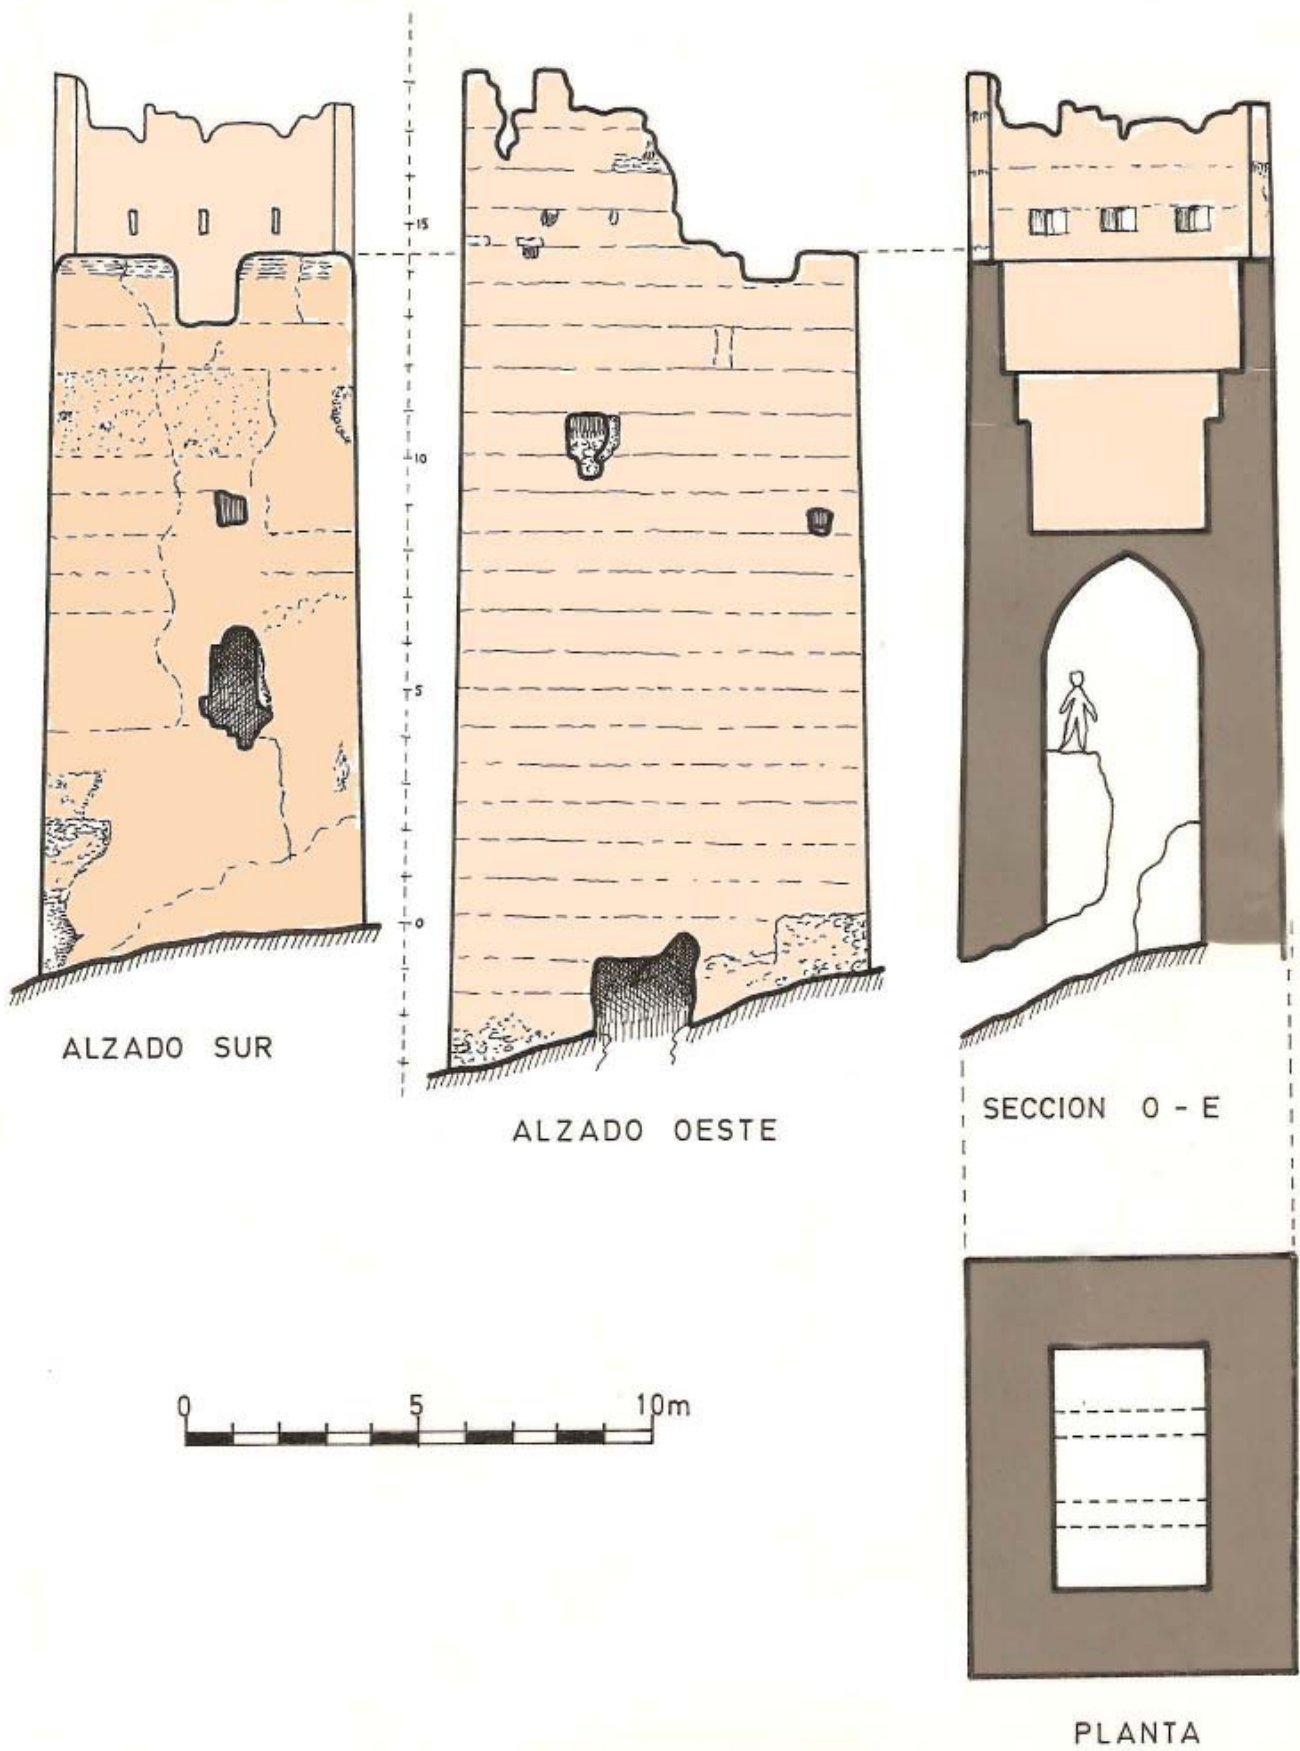 15
10
5
0
ALZADO SUR
ALZADO OESTE
SECCION O - E
0 5 10m
PLANTA